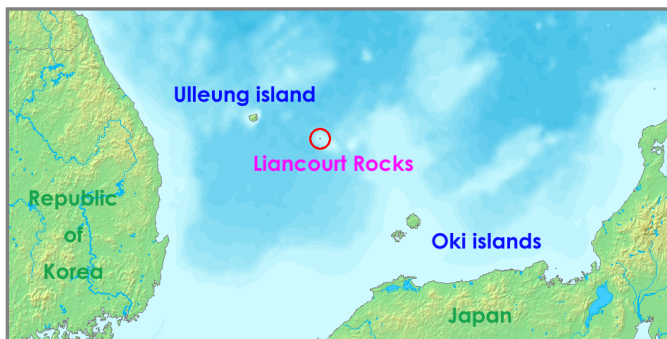 Ulleung island
Liancourt Rocks
Republic
of
Korea
Oki islands
Japan